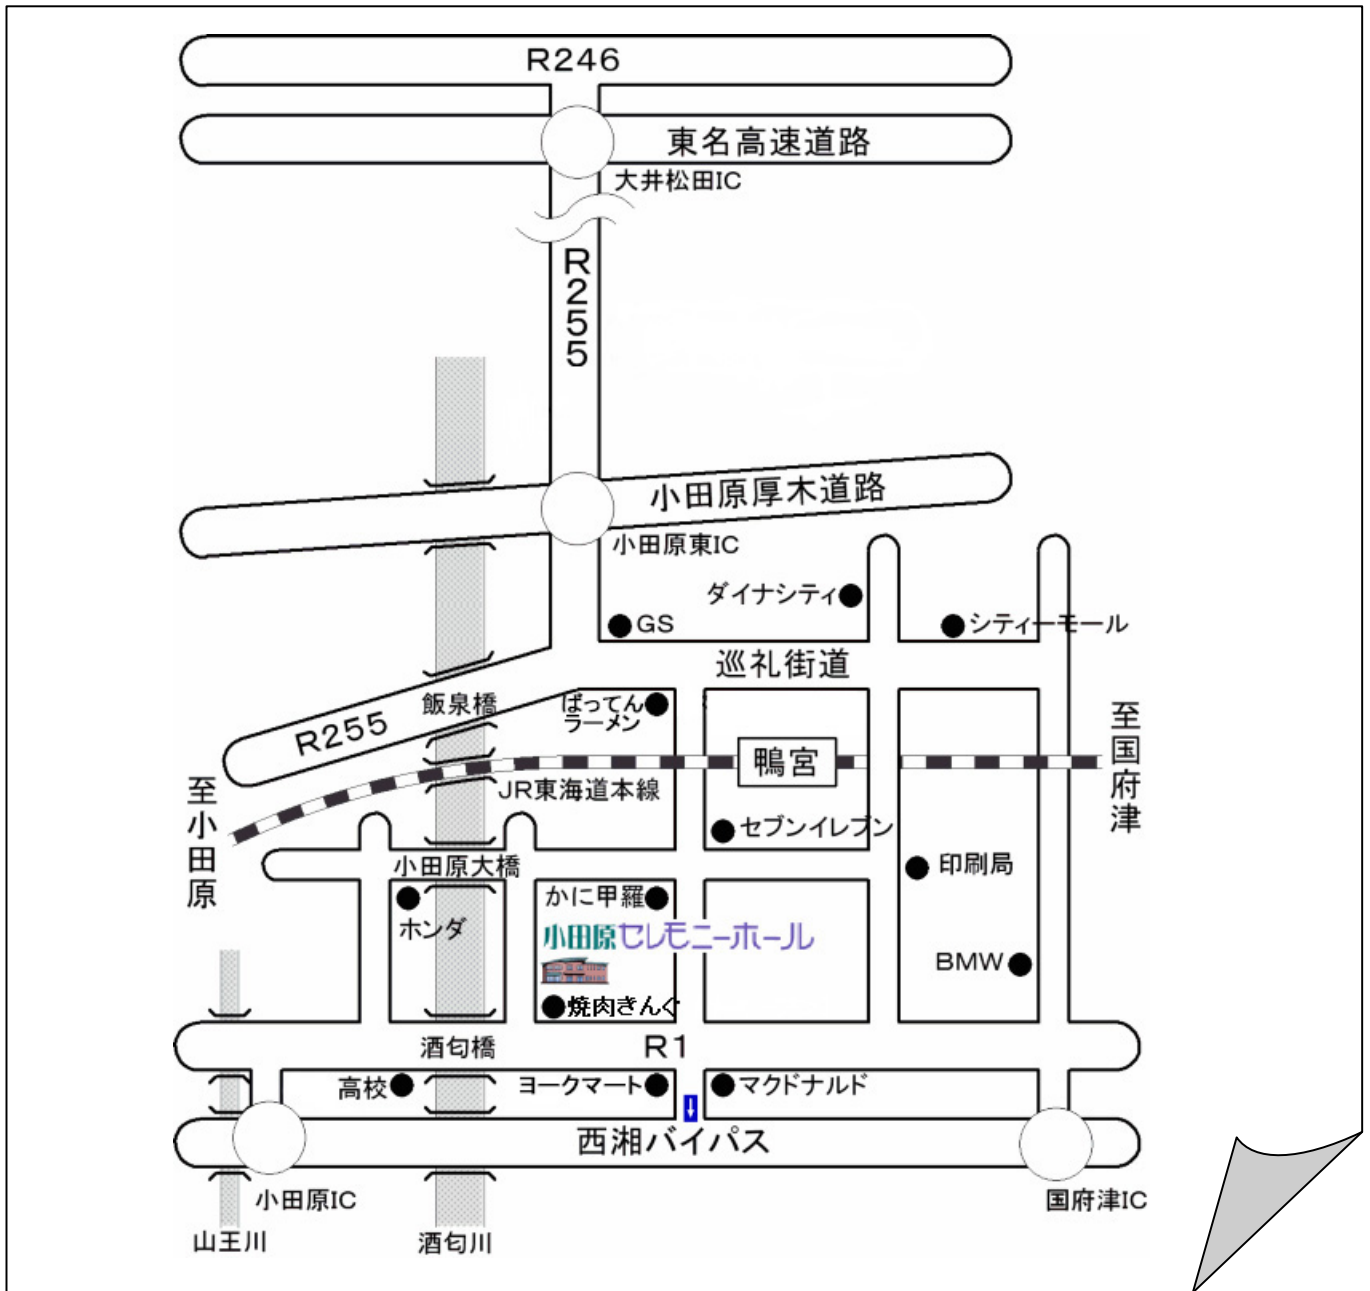 R246
東名高速道路
大井松田IC
R255
小田原厚木道路
小田原東IC
ダイナシティ
GS
シティーモール
巡礼街道
飯泉橋
ばってん
ラーメン
R255
至国府津
鴨宮
至小田原
JR東海道本線
セブンイレブン
小田原大橋
印刷局
かに甲羅
ホンダ
小田原セレモニーホール
BMW
焼肉きんぐ
酒匂橋
R1
高校
ヨークマート
マクドナルド
西湘バイパス
小田原IC
国府津IC
山王川
酒匂川